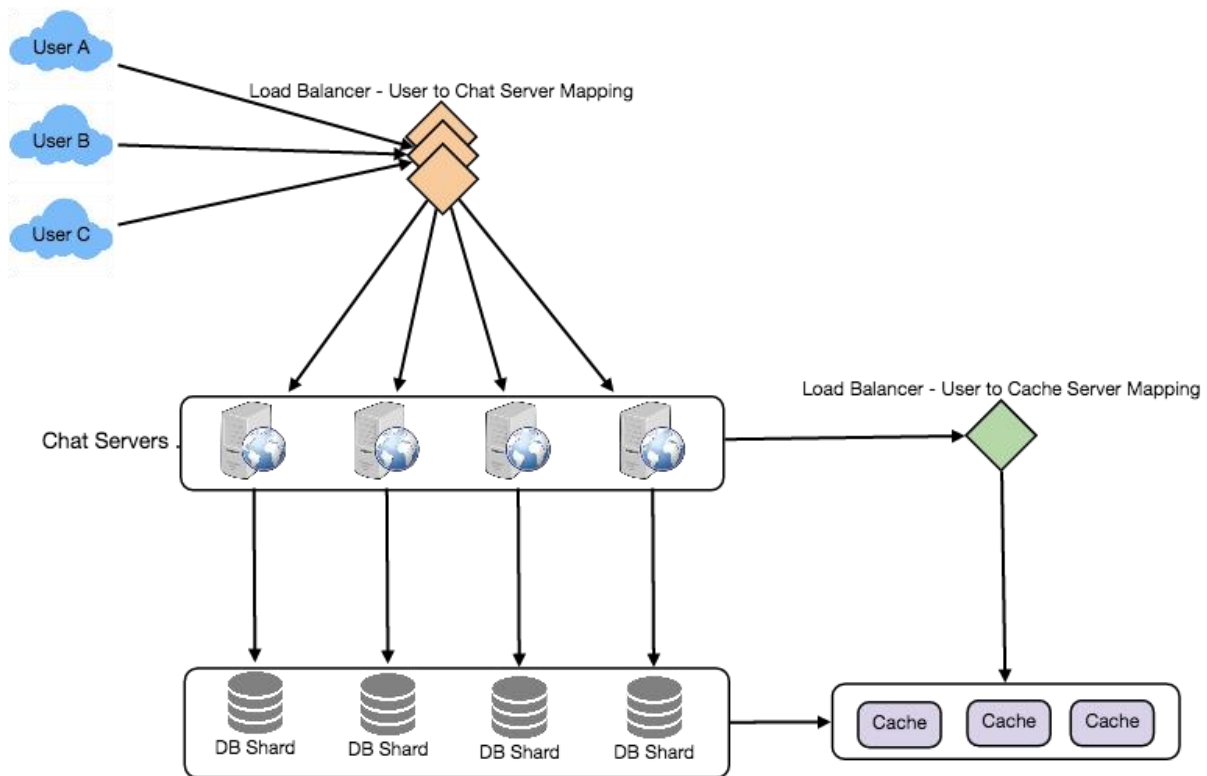 User A
Load Balancer - User to Chat Server Mapping
User B
User C
Load Balancer - User to Cache Server Mapping
Chat Servers
DB Shard
DB Shard
DB Shard
DB Shard
Cache
Cache
Cache